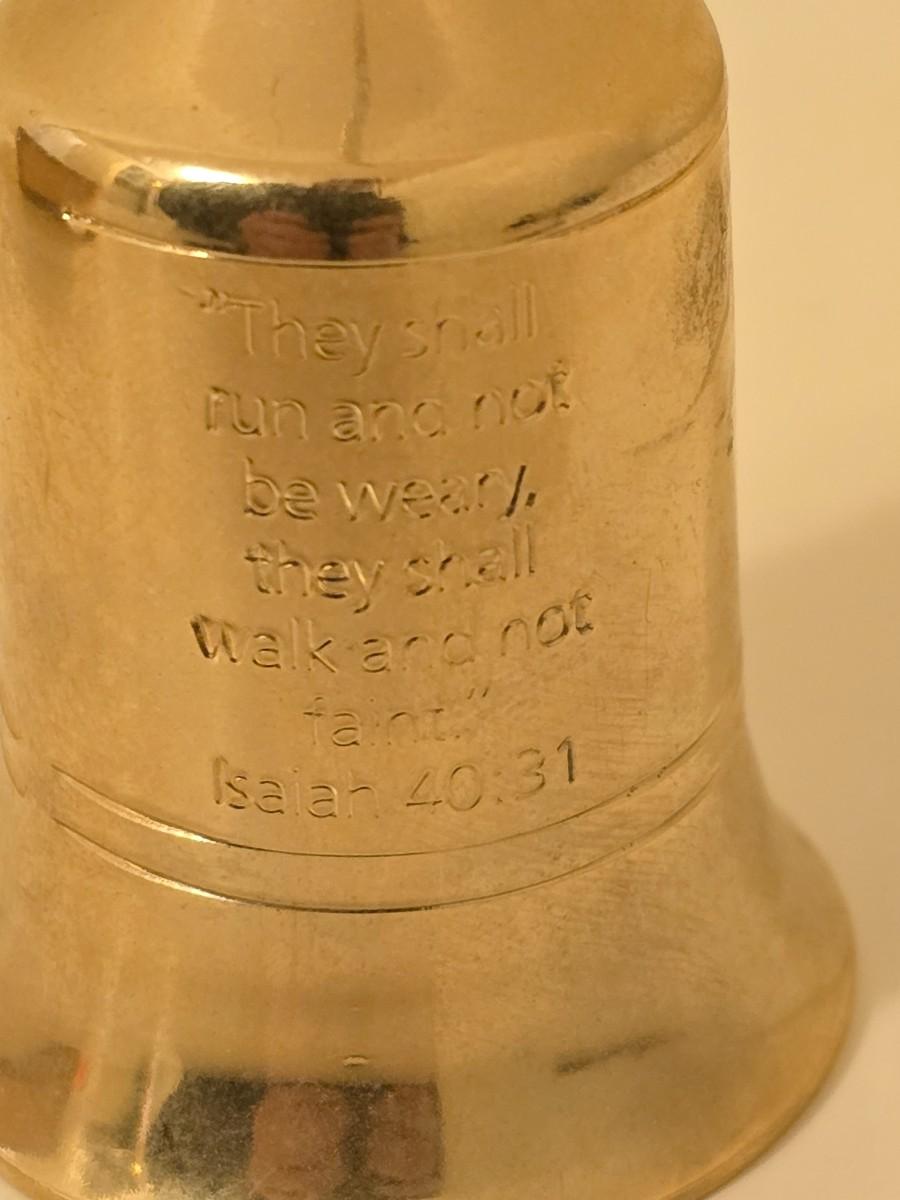 "They shall
run and not
be weary,
they shall
walk and not
faint."
Isaiah 40:31